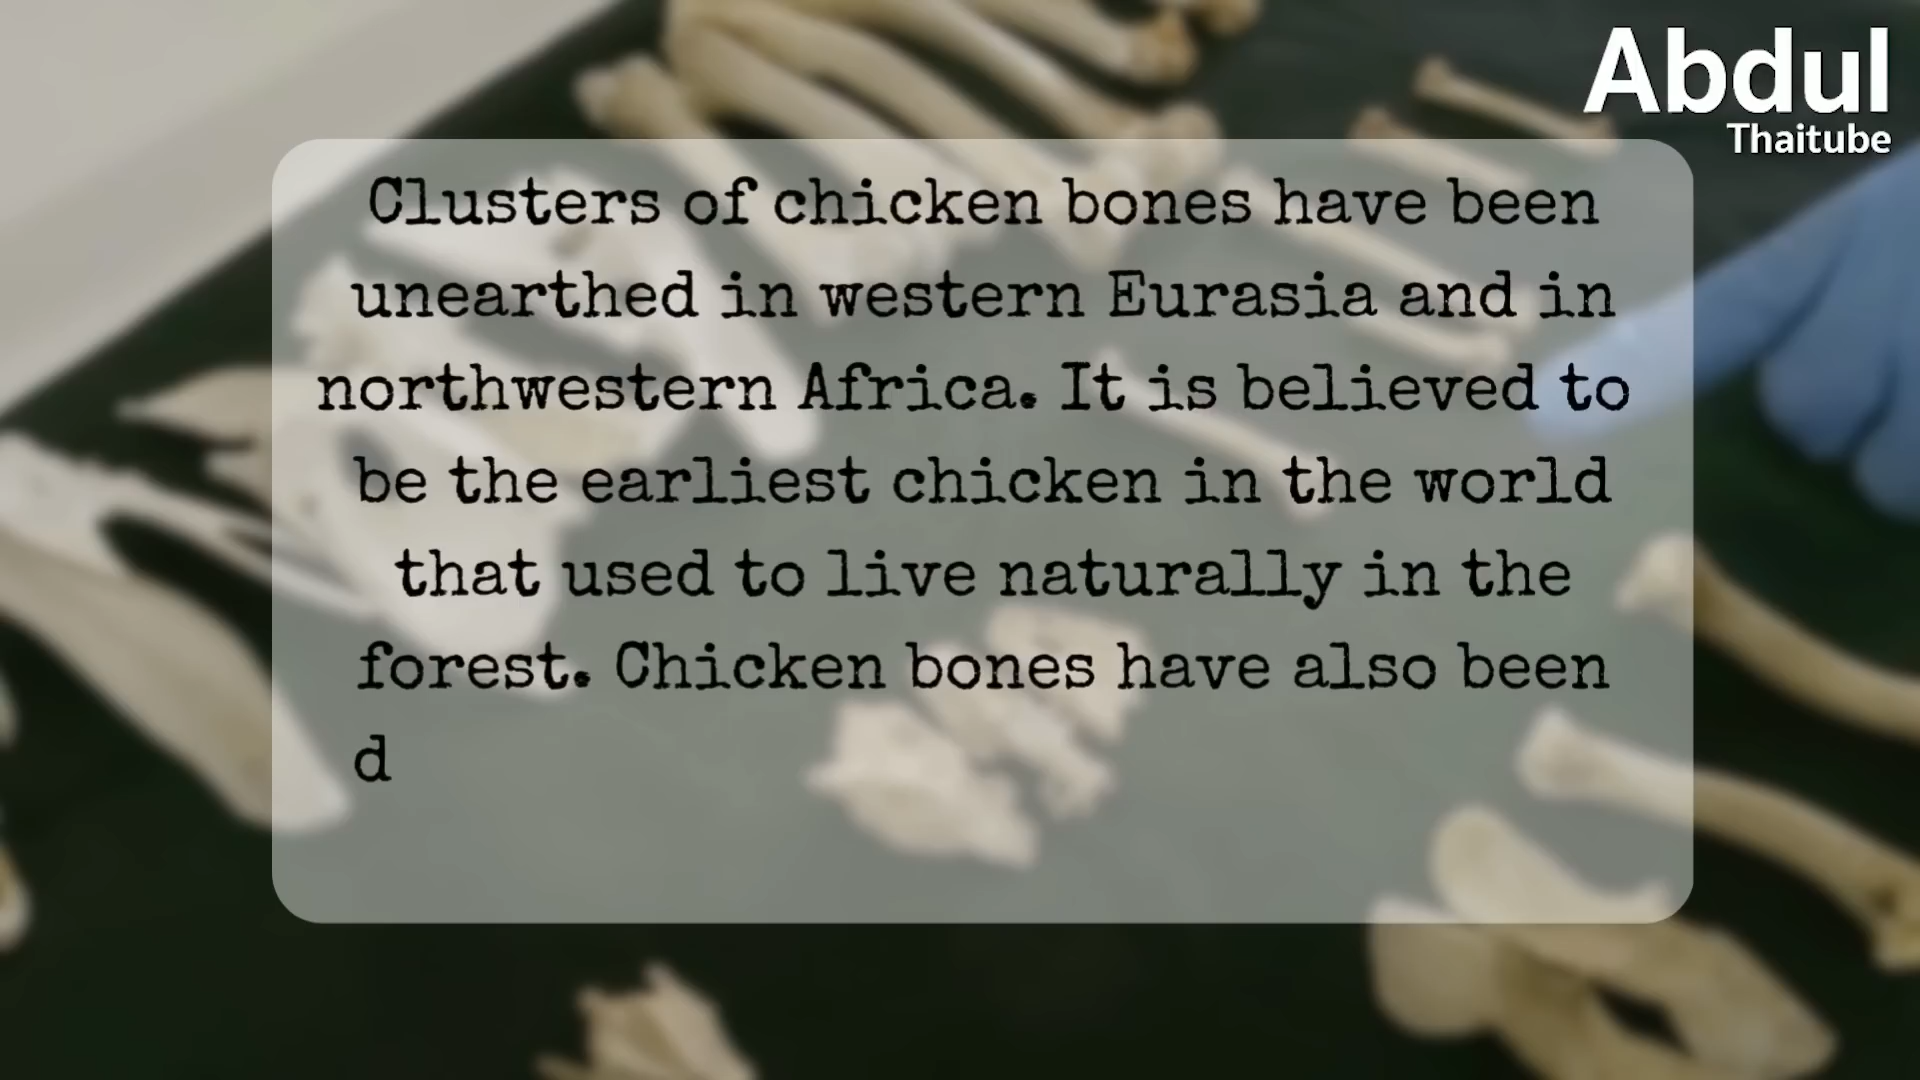 Abdul
Thaitube
Clusters of chicken bones have been
unearthed in western Eurasia and in
northwestern Africa. It is believed to
be the earliest chicken in the world
that used to live naturally in the
forest. Chicken bones have also been
d